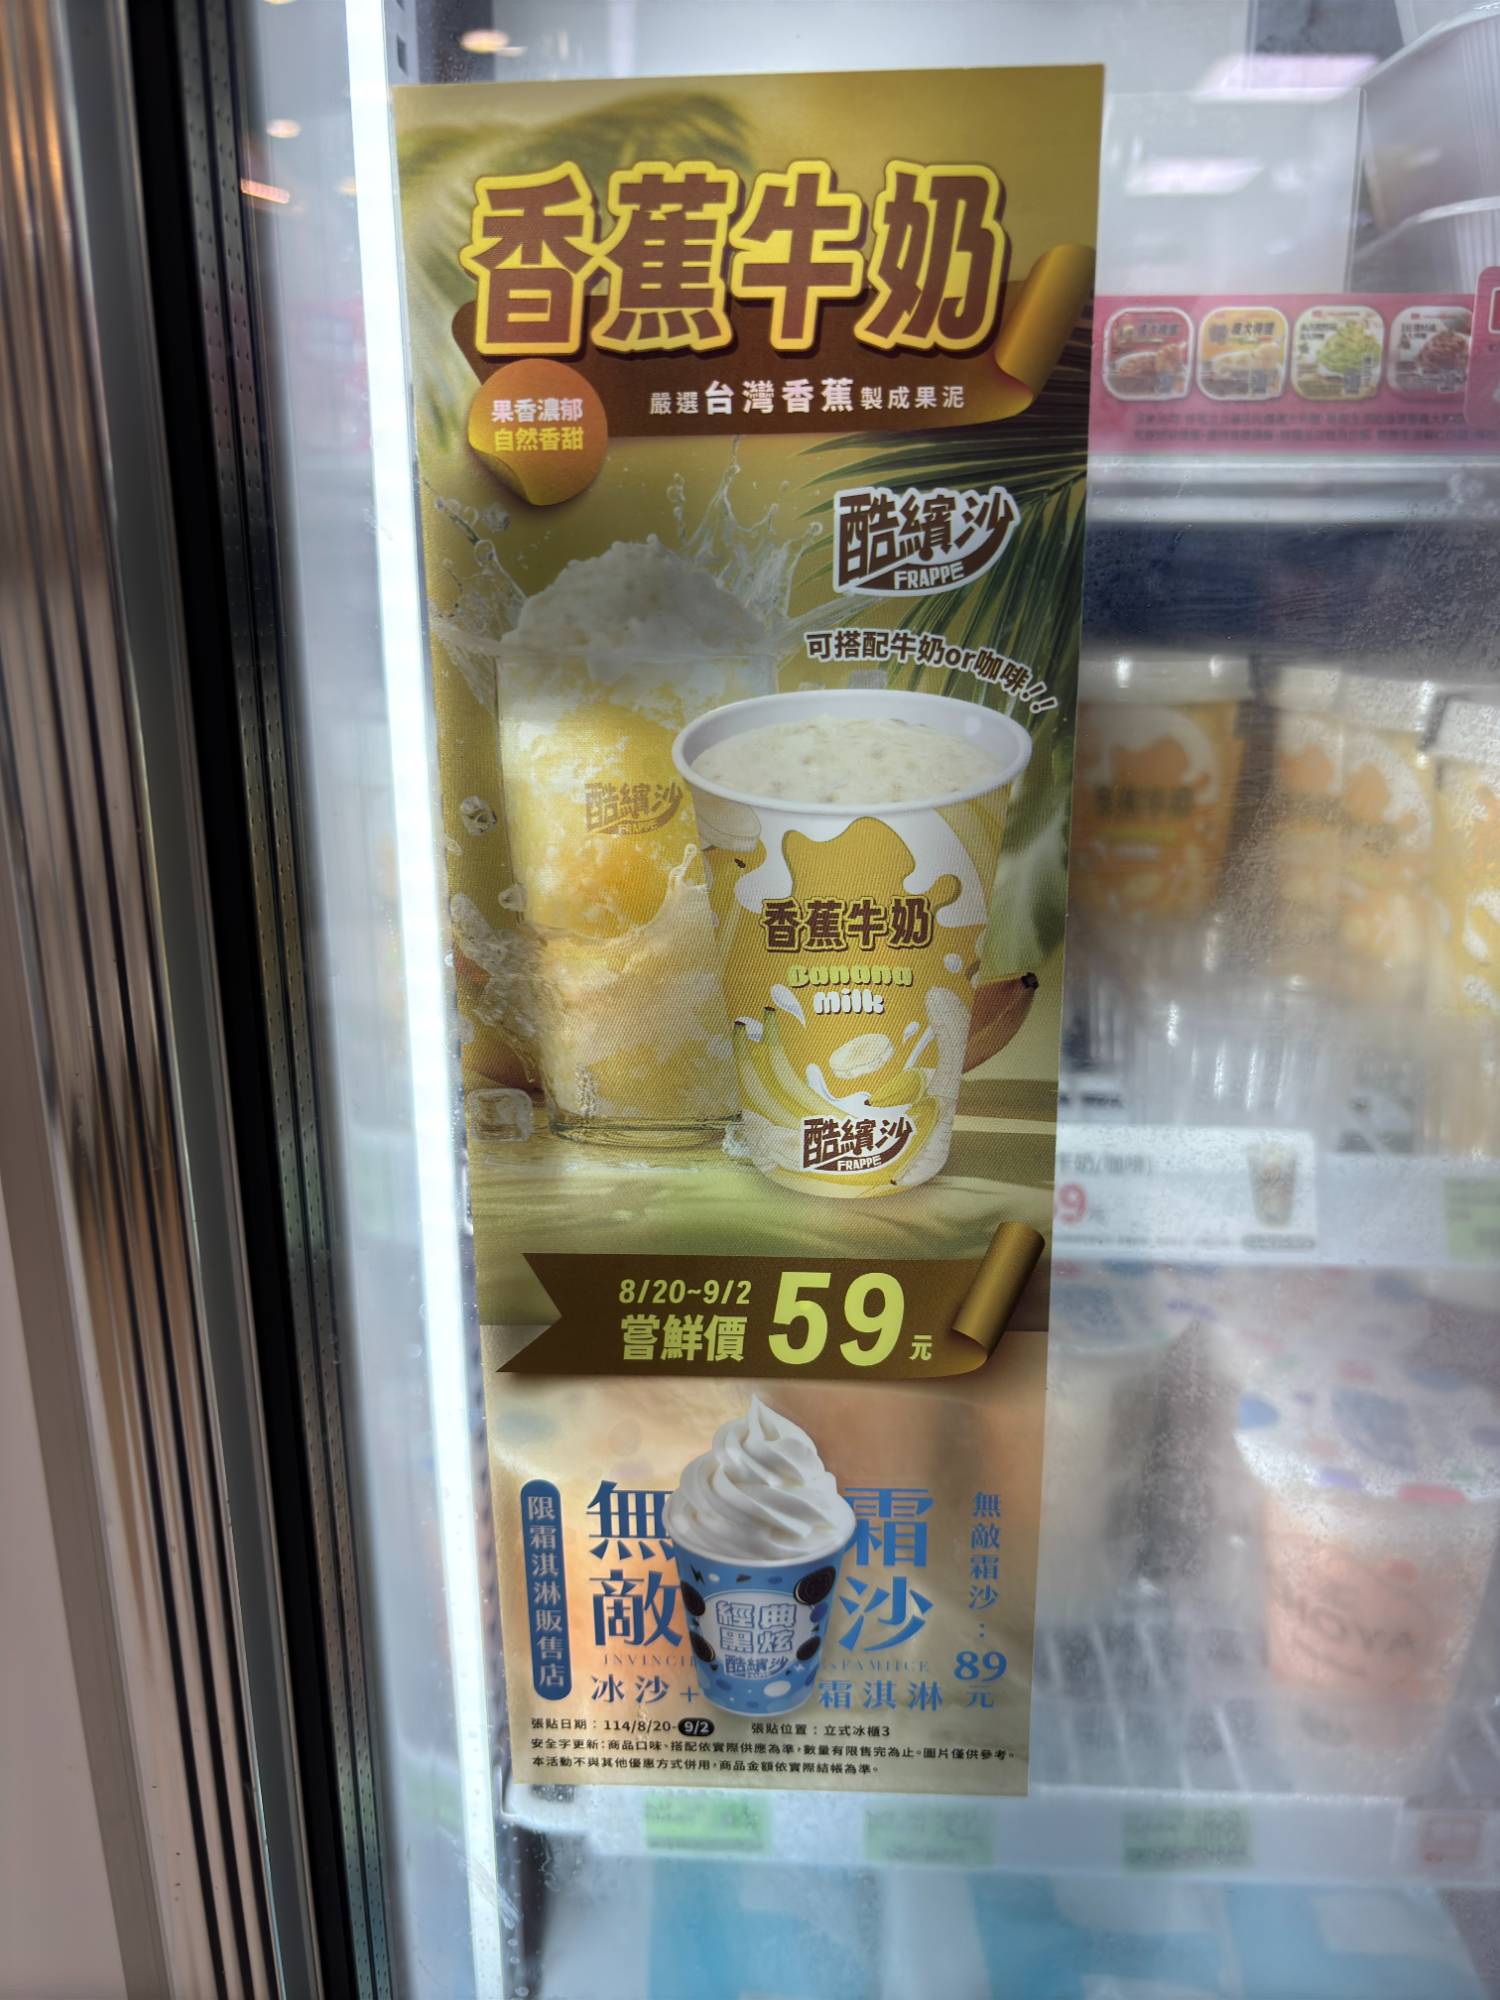 香蕉牛奶
嚴選台灣香蕉製成果泥
果香濃郁
自然香甜
酷繽沙
FRAPPE
可搭配牛奶or咖啡!!
酷繽沙
FRAPPE
香蕉牛奶
Banana
milk
酷繽沙
FRAPPE
8/20~9/2
嘗鮮價 59元
限霜淇淋販售店
無敵
霜沙
經典
黑炫
酷繽沙
冰沙+
霜淇淋
無敵霜沙:
89
元
張貼日期:114/8/20-9/2 張貼位置:立式冰櫃3
安全字更新:商品口味、搭配依實際供應為準,數量有限售完為止。圖片僅供參考。
本活動不與其他優惠方式併用,商品金額依實際結帳為準。